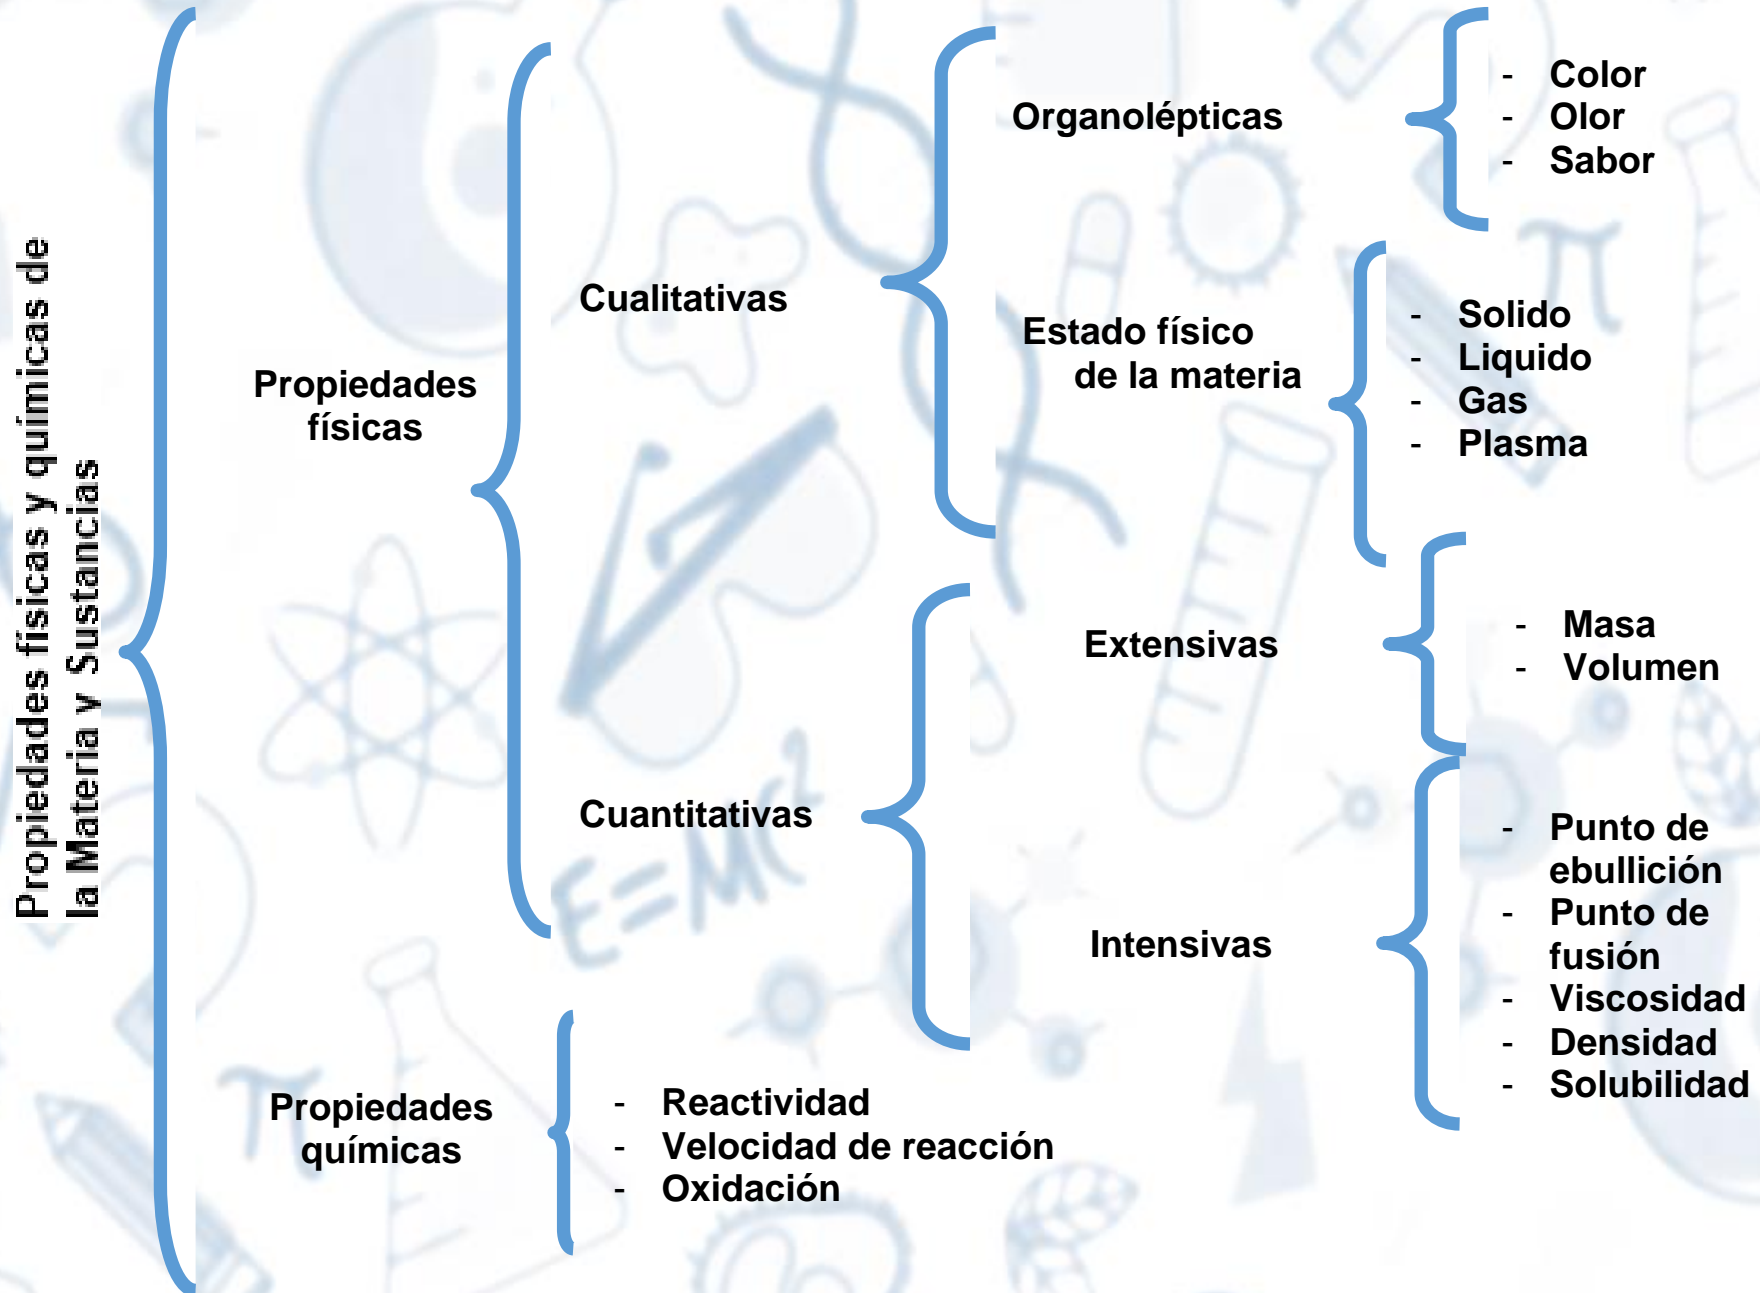 Propiedades físicas y químicas de
la Materia y Sustancias
Propiedades
físicas
Cualitativas
Organolépticas
- Color
- Olor
- Sabor
Estado físico
de la materia
- Solido
- Liquido
- Gas
- Plasma
Cuantitativas
Extensivas
- Masa
- Volumen
Intensivas
- Punto de
ebullición
- Punto de
fusión
- Viscosidad
- Densidad
- Solubilidad
Propiedades
químicas
- Reactividad
- Velocidad de reacción
- Oxidación
E=MC²
π
π